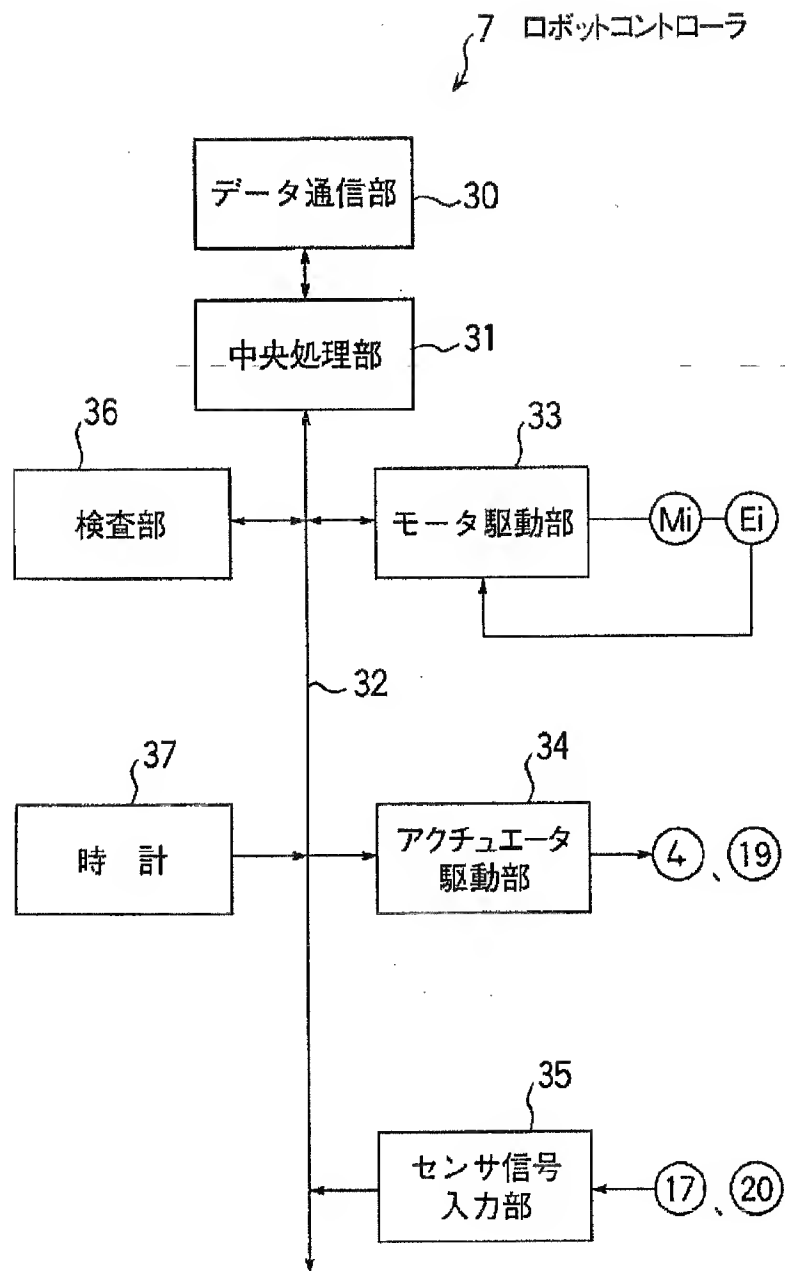 7 ロボットコントローラ
データ通信部
30
中央処理部
31
36
33
検査部
モータ駆動部
Mi
Ei
32
37
34
時 計
アクチュエータ
駆動部
4、19
35
センサ信号
入力部
17、20